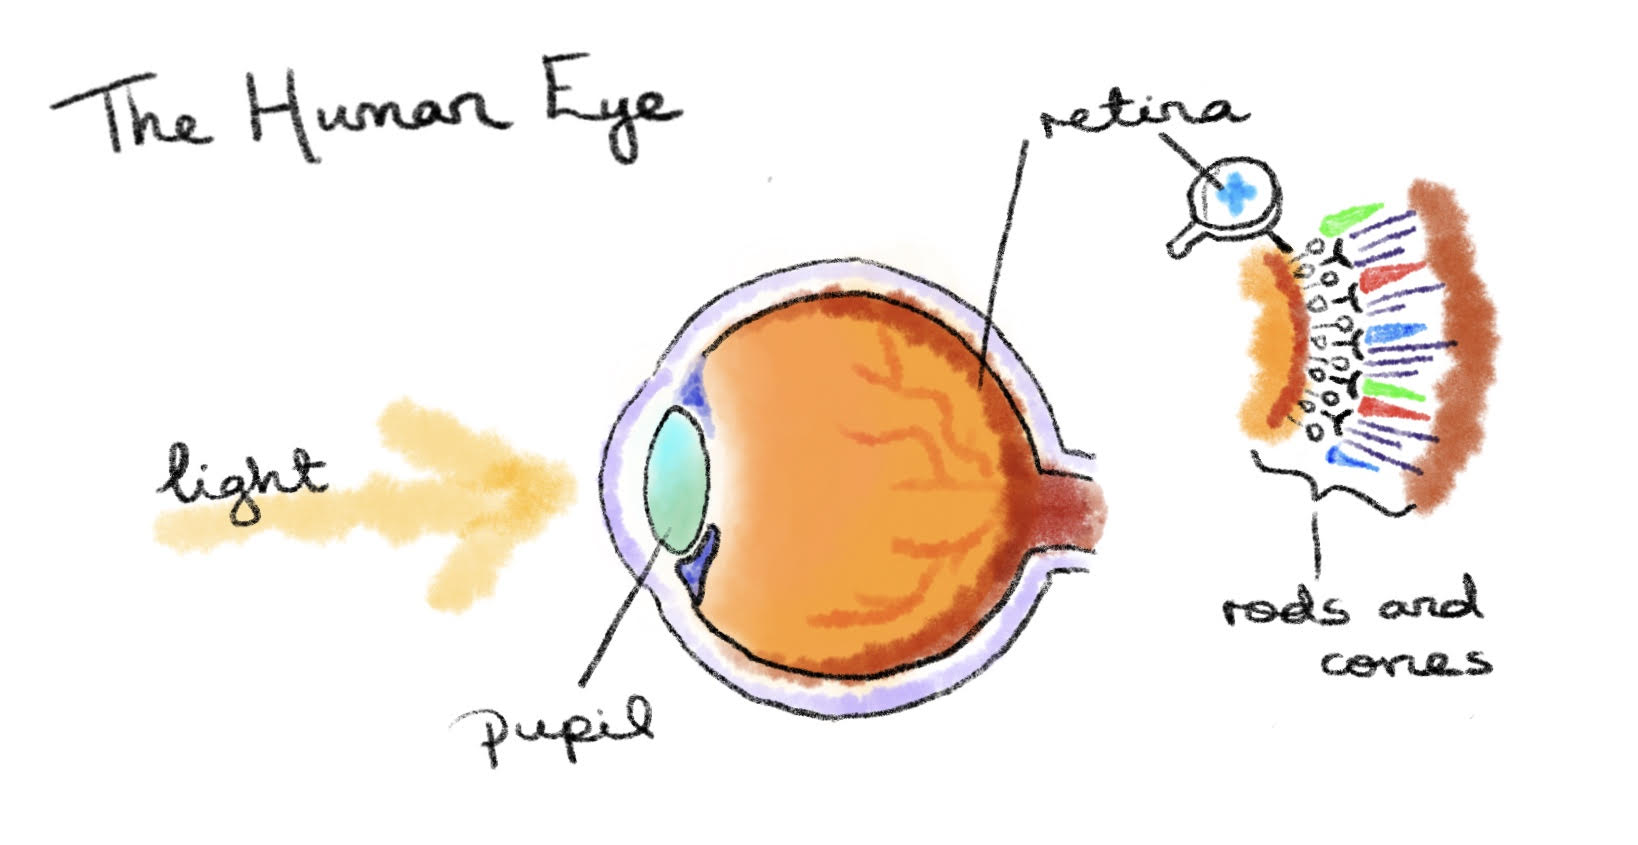 The Human Eye
retina
light
rods and
cones
Pupil